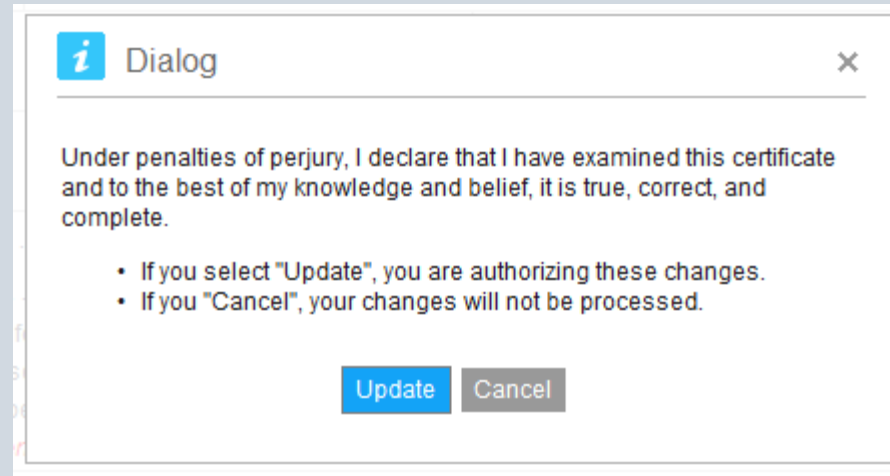 Dialog
Under penalties of perjury, I declare that I have examined this certificate
and to the best of my knowledge and belief, it is true, correct, and
complete.
• If you select "Update", you are authorizing these changes.
• If you "Cancel", your changes will not be processed.
Update Cancel